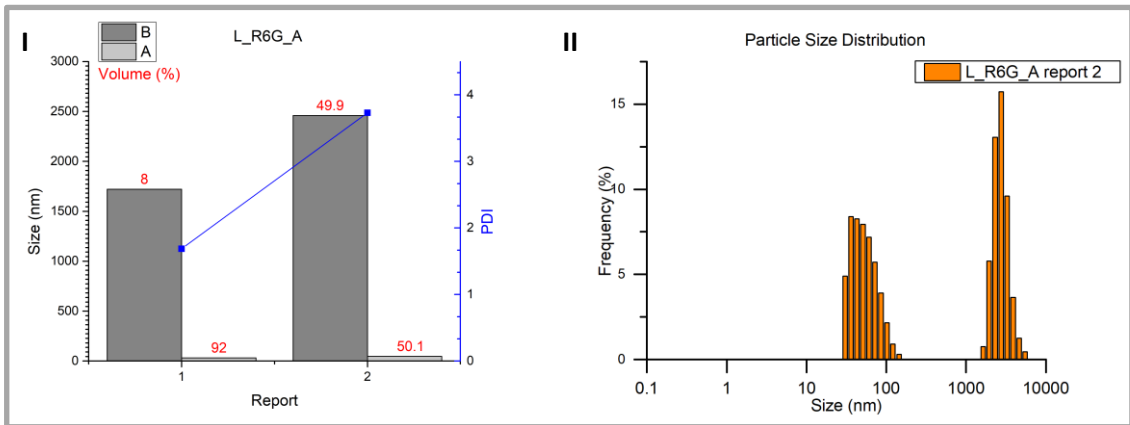 I
B
A
L_R6G_A
Volume (%)
3000
2500
2000
1500
1000
500
0
Size (nm)
8
92
49.9
50.1
4
3
2
1
0
PDI
1
2
Report
II
Particle Size Distribution
L_R6G_A report 2
15
10
5
0
Frequency (%)
0.1
1
10
100
1000
10000
Size (nm)